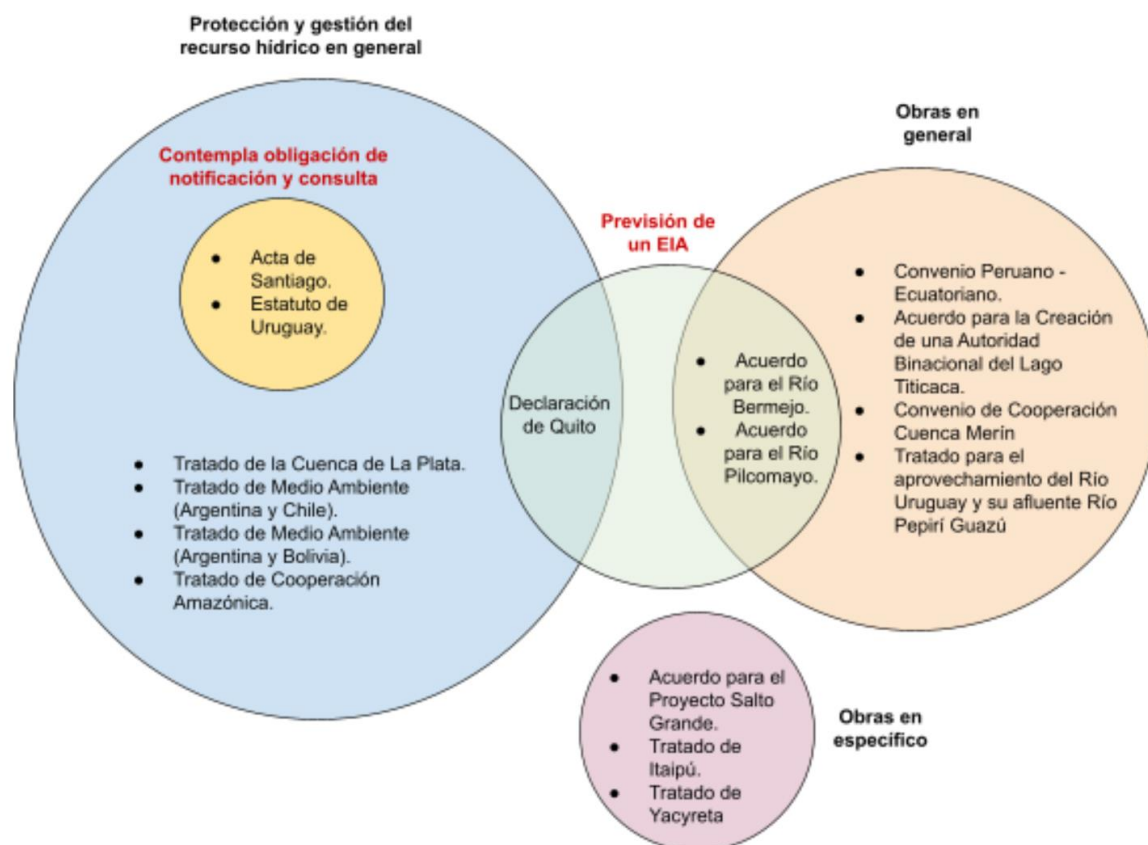 Protección y gestión del
recurso hídrico en general
Contempla obligación de
notificación y consulta
● Acta de
Santiago.
● Estatuto de
Uruguay.
● Tratado de la Cuenca de La Plata.
● Tratado de Medio Ambiente
(Argentina y Chile).
● Tratado de Medio Ambiente
(Argentina y Bolivia).
● Tratado de Cooperación
Amazónica.
Previsión de
un EIA
Declaración
de Quito
● Acuerdo
para el Río
Bermejo.
● Acuerdo
para el Río
Pilcomayo.
Obras en
general
● Convenio Peruano -
Ecuatoriano.
● Acuerdo para la Creación
de una Autoridad
Binacional del Lago
Titicaca.
● Convenio de Cooperación
Cuenca Merín
● Tratado para el
aprovechamiento del Río
Uruguay y su afluente Río
Pepirí Guazú
● Acuerdo para el
Proyecto Salto
Grande.
● Tratado de
Itaipú.
● Tratado de
Yacyreta
Obras en
específico